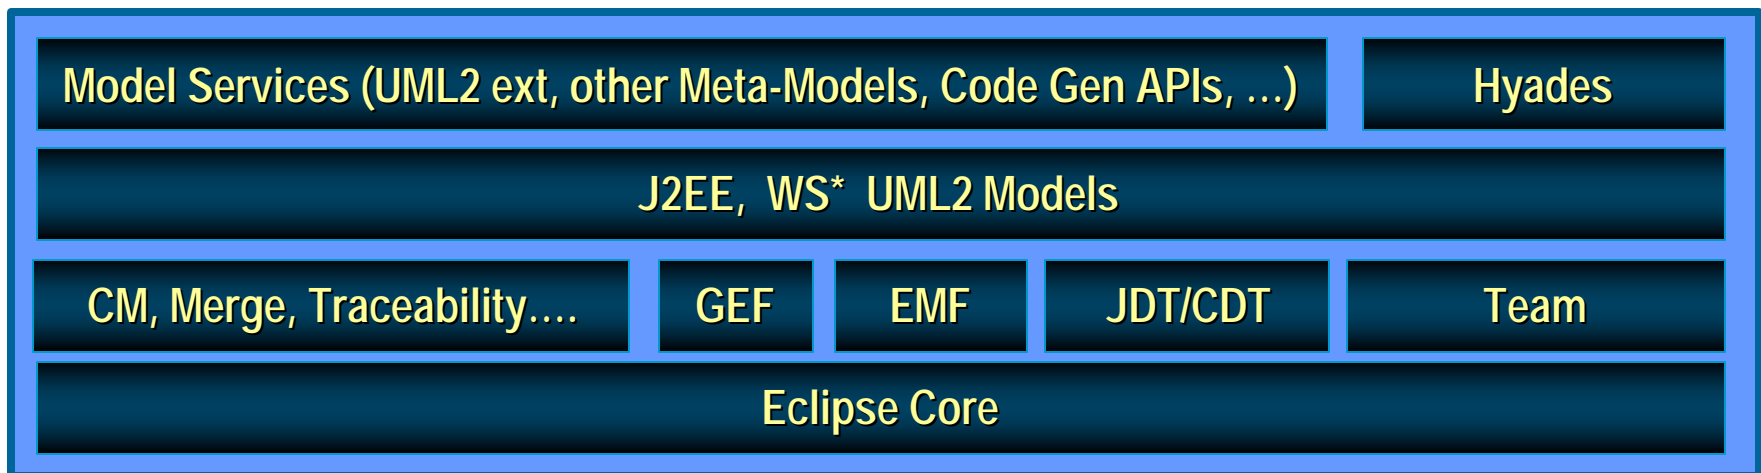 Model Services (UML2 ext, other Meta-Models, Code Gen APIs, ...)
Hyades
J2EE, WS* UML2 Models
CM, Merge, Traceability....
GEF
EMF
JDT/CDT
Team
Eclipse Core